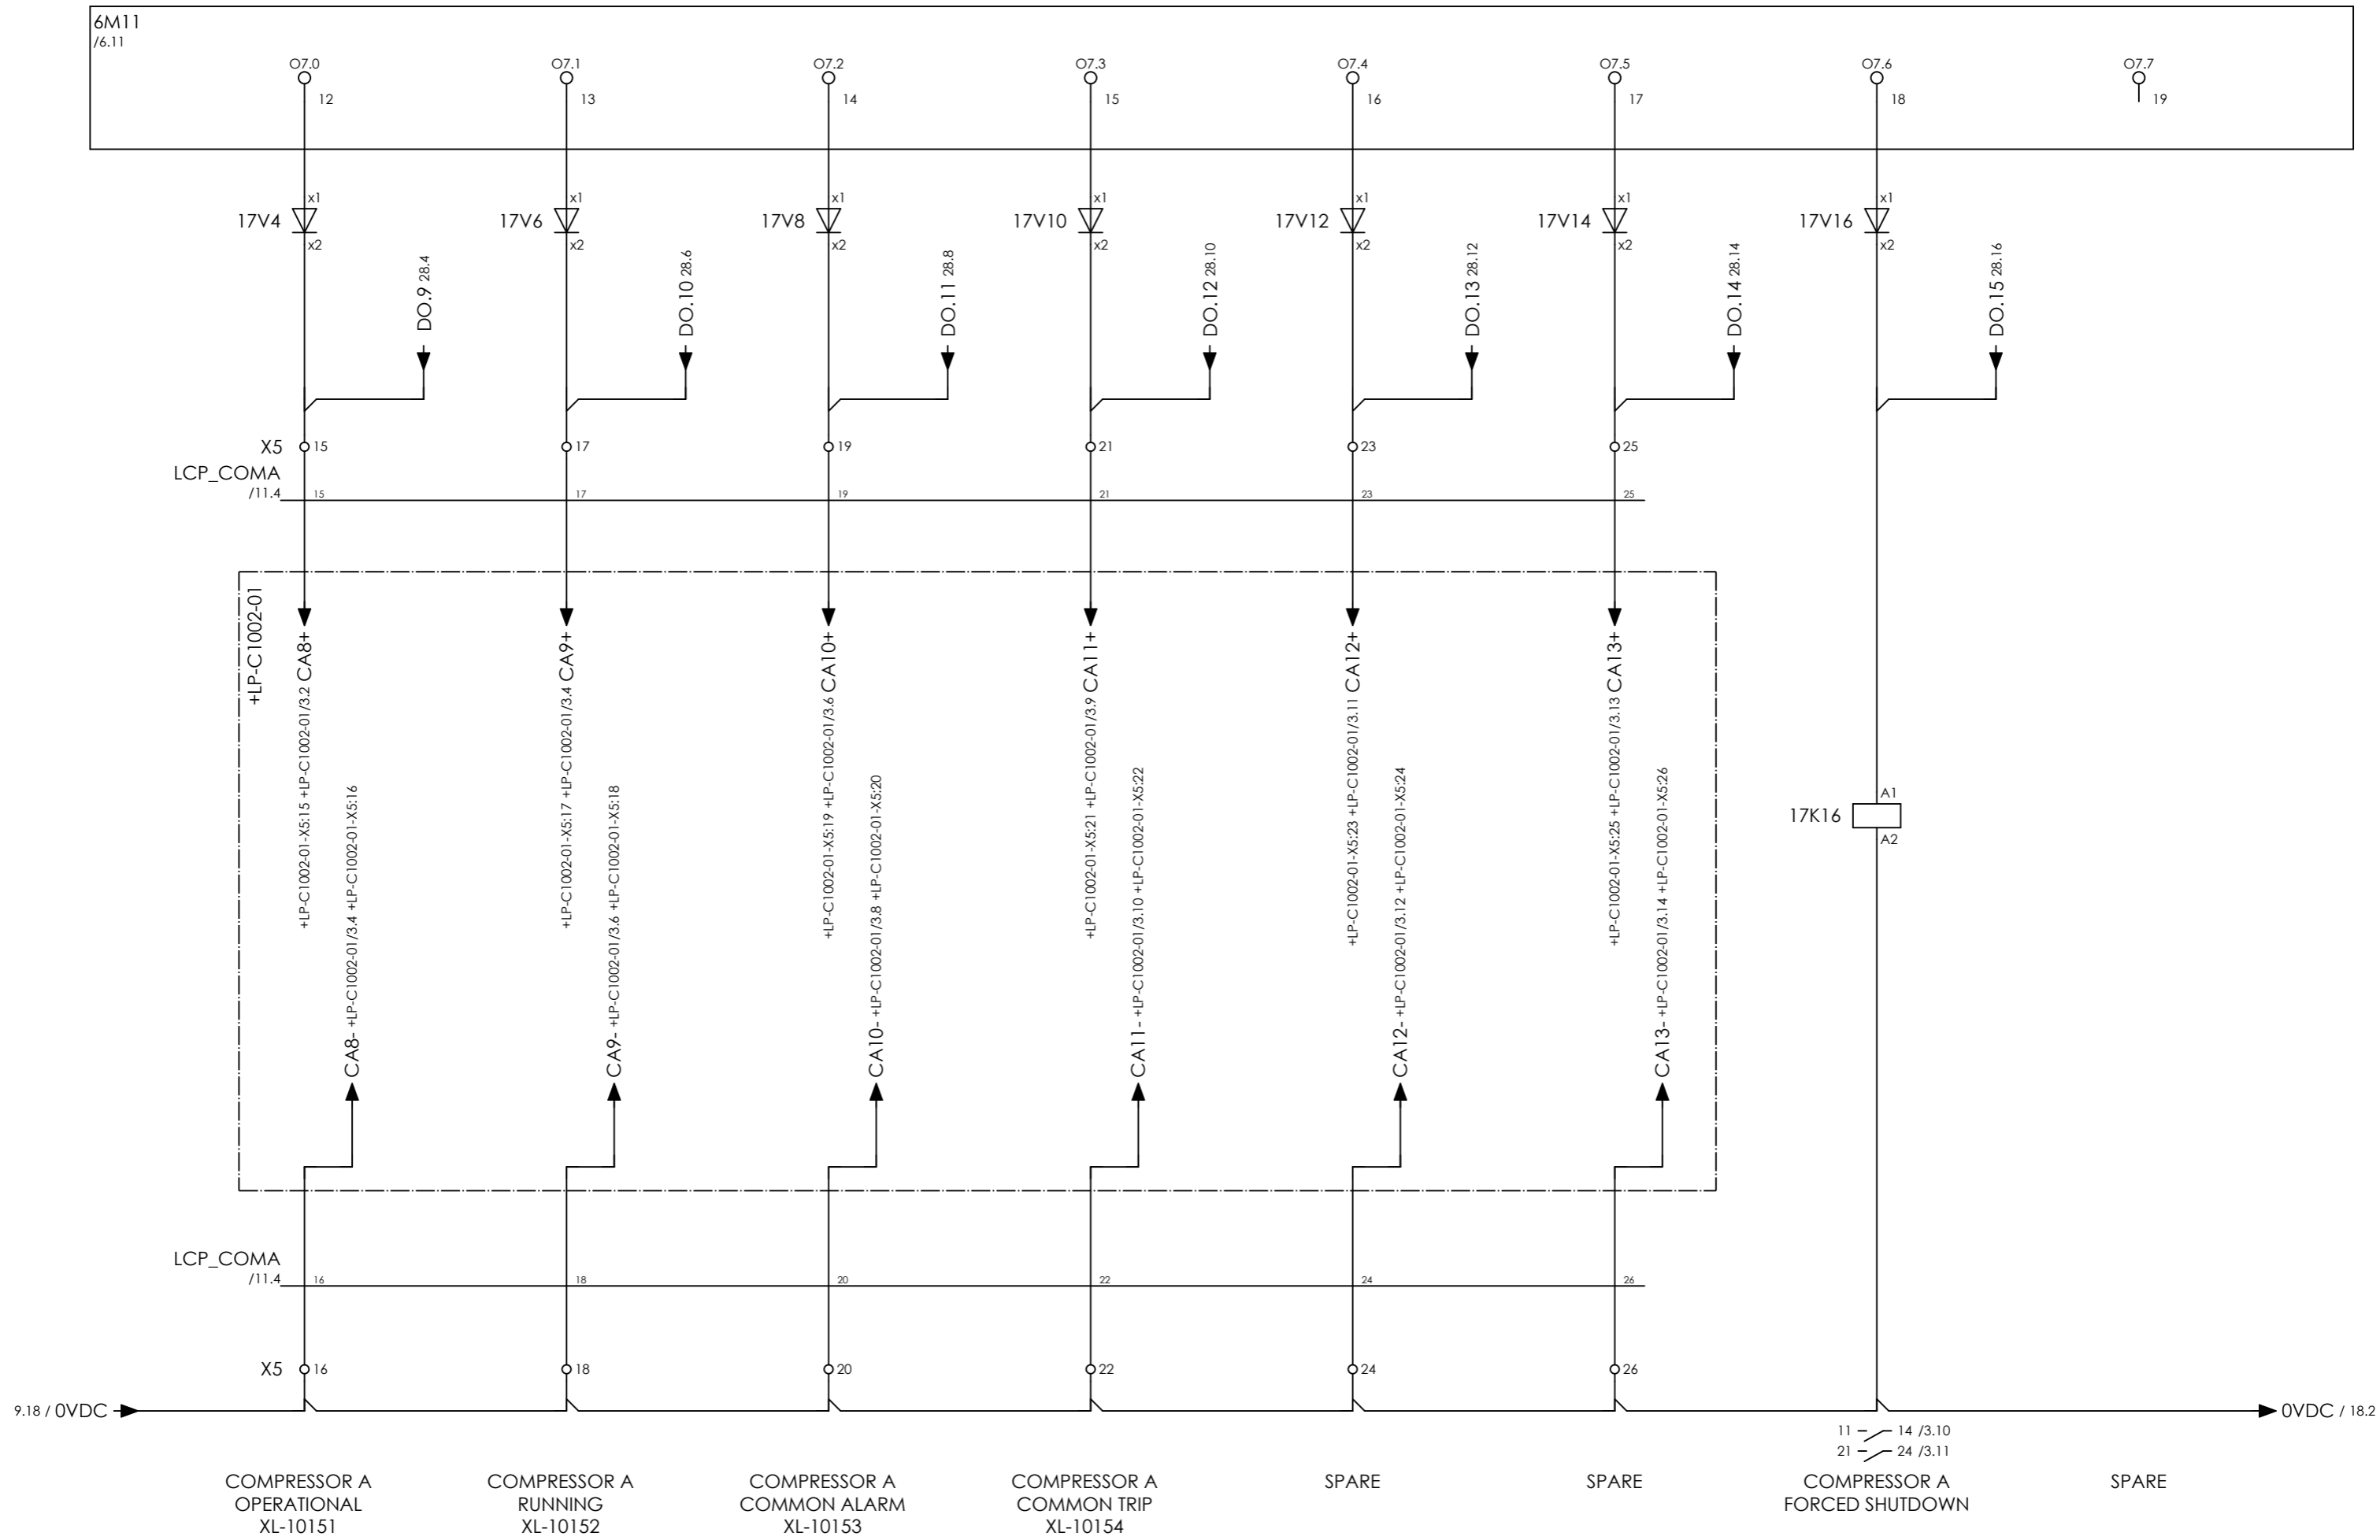 6M11
/6.11
O7.0
O7.1
O7.2
O7.3
O7.4
O7.5
O7.6
O7.7
12
13
14
15
16
17
18
19
x1
x1
x1
x1
x1
x1
x1
17V4
17V6
17V8
17V10
17V12
17V14
17V16
x2
x2
x2
x2
x2
x2
x2
DO.9 28.4
DO.10 28.6
DO.11 28.8
DO.12 28.10
DO.13 28.12
DO.14 28.14
DO.15 28.16
X5
15
17
19
21
23
25
LCP_COMA
/11.4
15
17
19
21
23
25
+LP-C1002-01
+LP-C1002-01-X5:15 +LP-C1002-01/3.2 CA8+
CA8- +LP-C1002-01/3.4 +LP-C1002-01-X5:16
+LP-C1002-01-X5:17 +LP-C1002-01/3.4 CA9+
CA9- +LP-C1002-01/3.6 +LP-C1002-01-X5:18
+LP-C1002-01-X5:19 +LP-C1002-01/3.6 CA10+
CA10- +LP-C1002-01/3.8 +LP-C1002-01-X5:20
+LP-C1002-01-X5:21 +LP-C1002-01/3.9 CA11+
CA11- +LP-C1002-01/3.10 +LP-C1002-01-X5:22
+LP-C1002-01-X5:23 +LP-C1002-01/3.11 CA12+
CA12- +LP-C1002-01/3.12 +LP-C1002-01-X5:24
+LP-C1002-01-X5:25 +LP-C1002-01/3.13 CA13+
CA13- +LP-C1002-01/3.14 +LP-C1002-01-X5:26
A1
17K16
A2
LCP_COMA
/11.4
16
18
20
22
24
26
X5
16
18
20
22
24
26
9.18 / 0VDC
0VDC / 18.2
11
14 /3.10
21
24 /3.11
COMPRESSOR A
OPERATIONAL
XL-10151
COMPRESSOR A
RUNNING
XL-10152
COMPRESSOR A
COMMON ALARM
XL-10153
COMPRESSOR A
COMMON TRIP
XL-10154
SPARE
SPARE
COMPRESSOR A
FORCED SHUTDOWN
SPARE